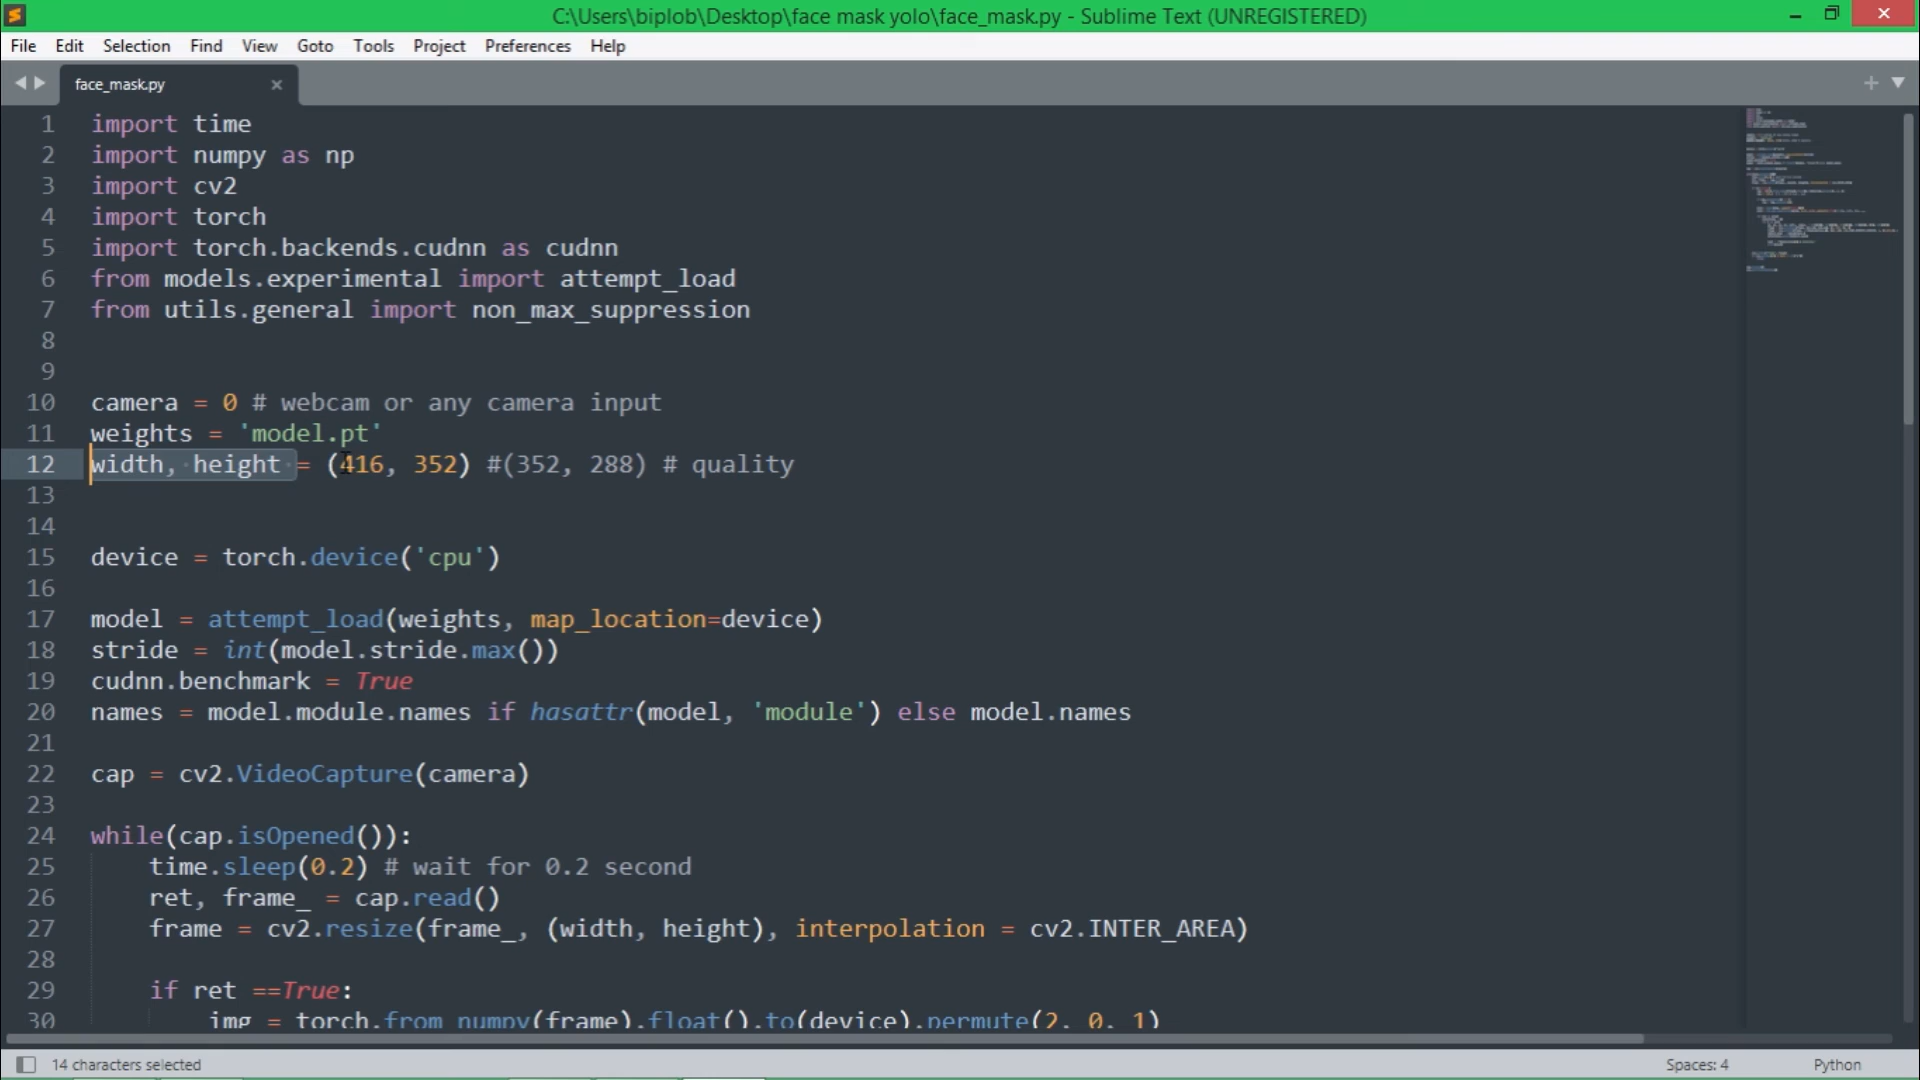 C:\Users\biplob\Desktop\face mask yolo\face_mask.py - Sublime Text (UNREGISTERED)
File Edit Selection Find View Goto Tools Project Preferences Help
face_mask.py
1 import time
2 import numpy as np
3 import cv2
4 import torch
5 import torch.backends.cudnn as cudnn
6 from models.experimental import attempt_load
7 from utils.general import non_max_suppression
8
9
10 camera = 0 # webcam or any camera input
11 weights = 'model.pt'
12 width, height = (416, 352) #(352, 288) # quality
13
14
15 device = torch.device('cpu')
16
17 model = attempt_load(weights, map_location=device)
18 stride = int(model.stride.max())
19 cudnn.benchmark = True
20 names = model.module.names if hasattr(model, 'module') else model.names
21
22 cap = cv2.VideoCapture(camera)
23
24 while(cap.isOpened()):
25     time.sleep(0.2) # wait for 0.2 second
26     ret, frame_ = cap.read()
27     frame = cv2.resize(frame_, (width, height), interpolation = cv2.INTER_AREA)
28
29     if ret ==True:
30         img = torch.from_numpy(frame).float().to(device).permute(2, 0, 1)
14 characters selected
Spaces: 4
Python